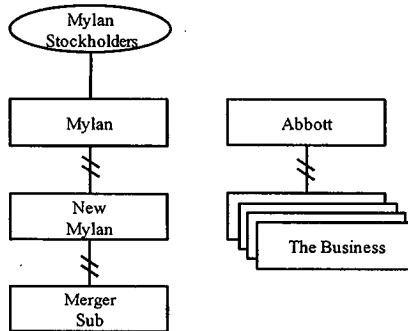 Mylan
Stockholders
Mylan
Abbott
New
Mylan
The Business
Merger
Sub